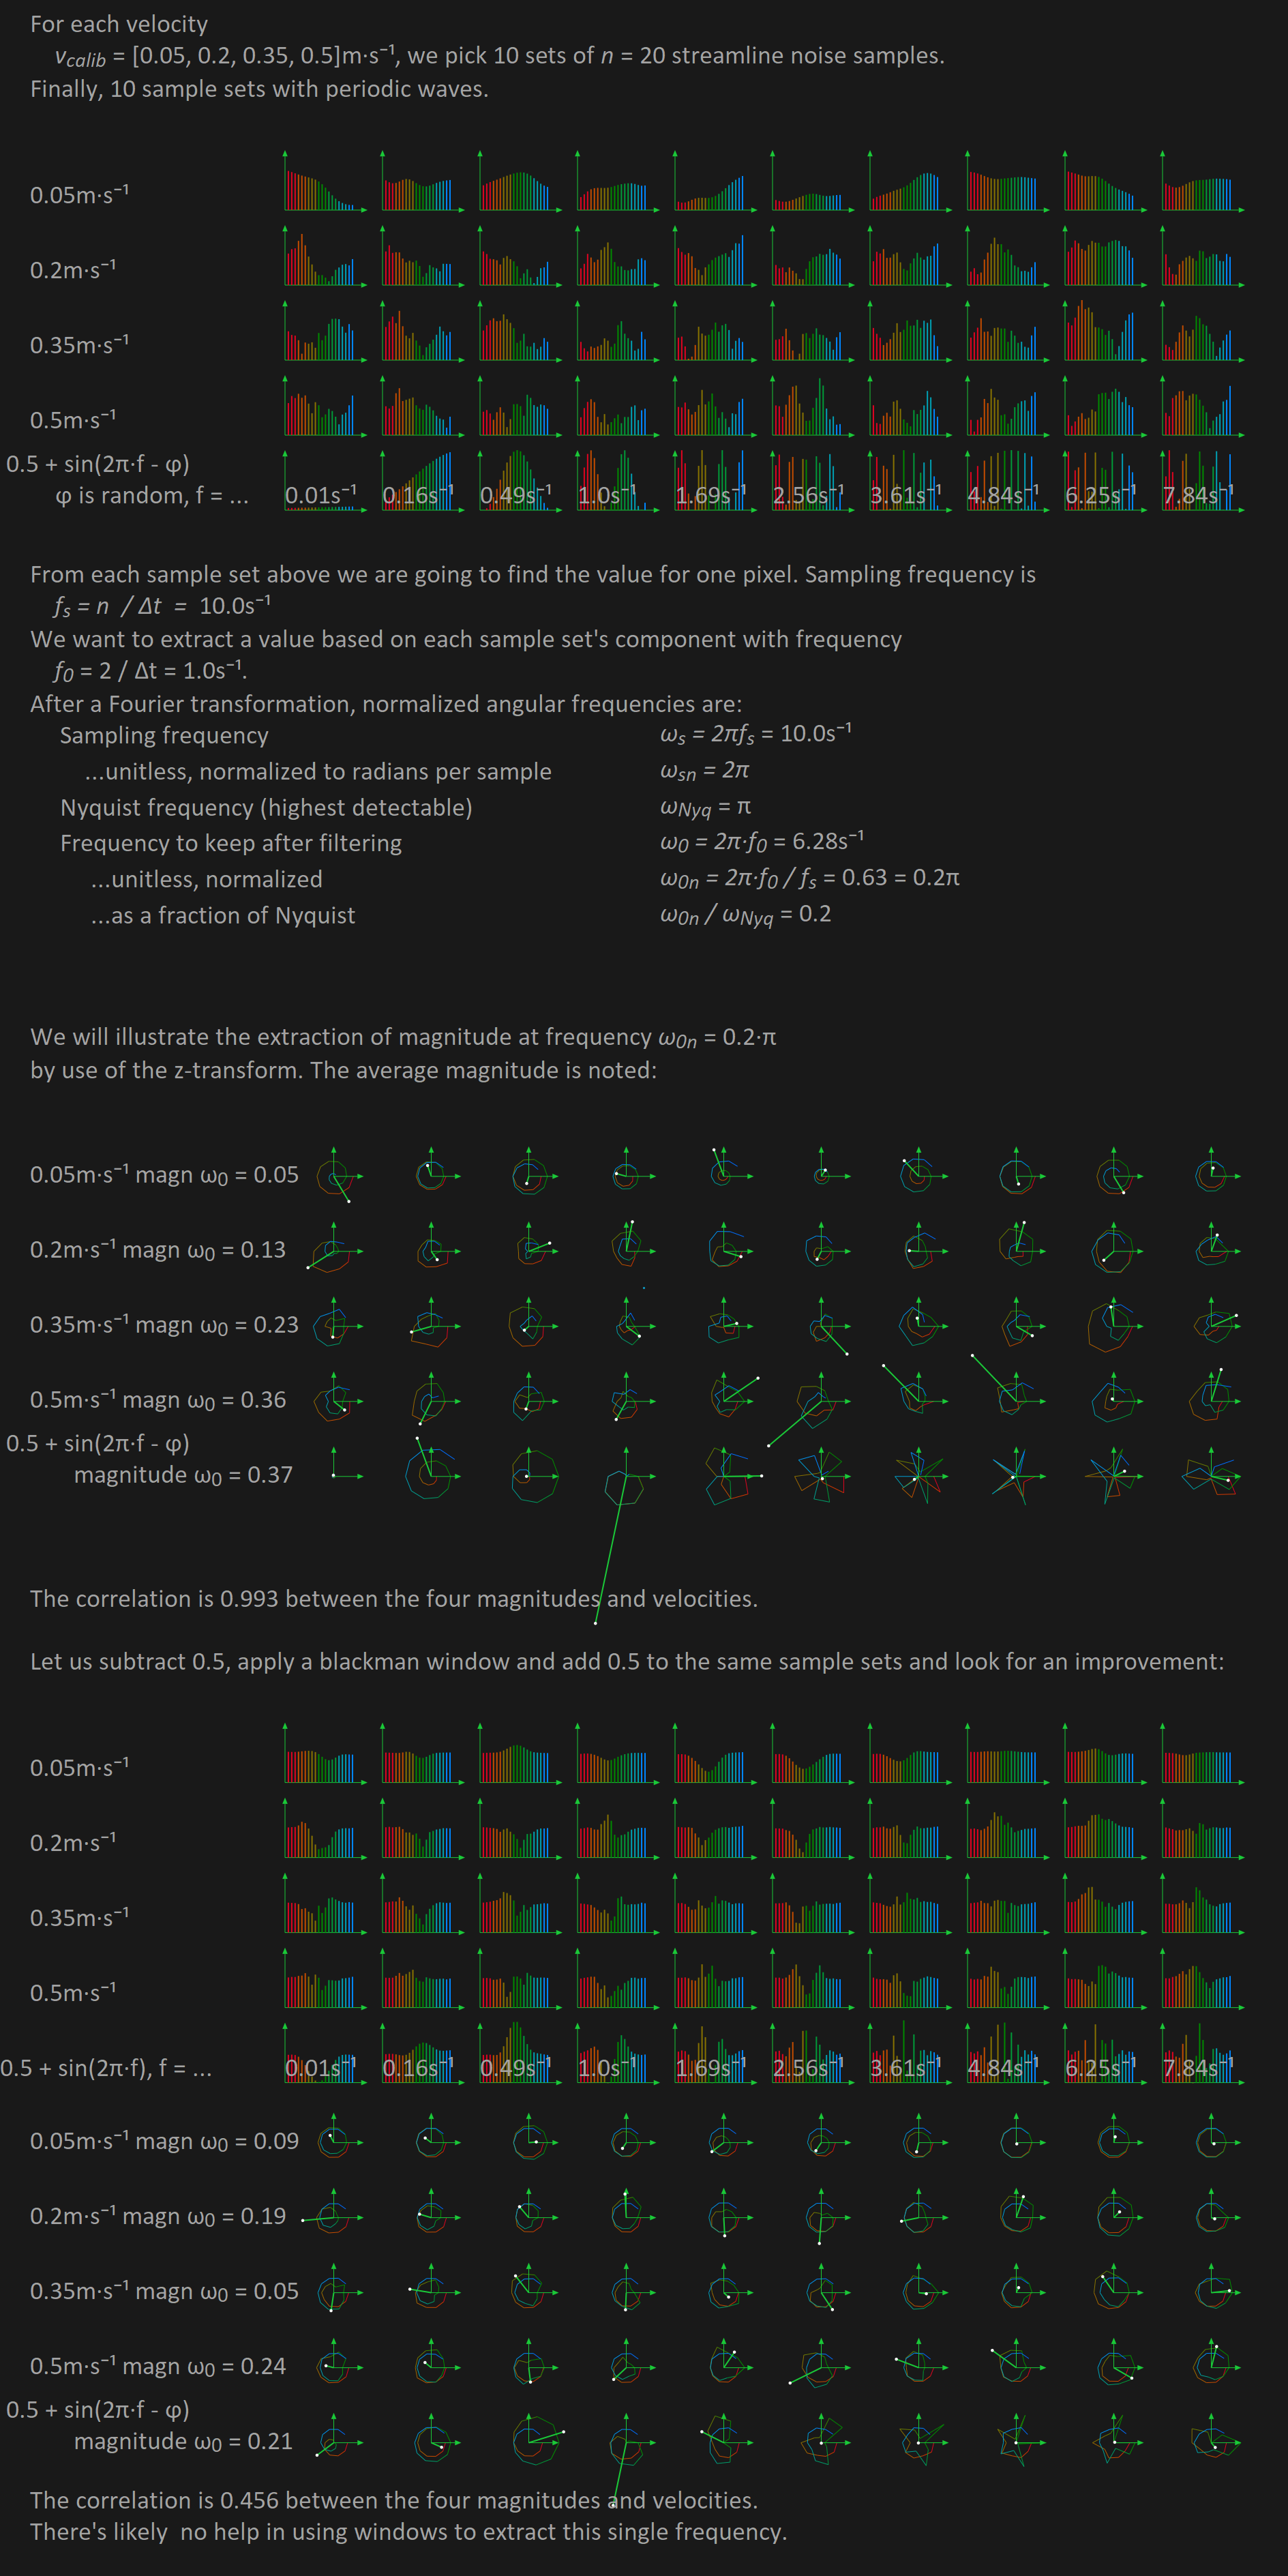 For each velocity
v_calib = [0.05, 0.2, 0.35, 0.5]m·s⁻¹, we pick 10 sets of n = 20 streamline noise samples.
Finally, 10 sample sets with periodic waves.
0.05m·s⁻¹
0.2m·s⁻¹
0.35m·s⁻¹
0.5m·s⁻¹
0.5 + sin(2π·f - φ)
φ is random, f = ... 0.01s⁻¹ 0.16s⁻¹ 0.49s⁻¹ 1.0s⁻¹ 1.69s⁻¹ 2.56s⁻¹ 3.61s⁻¹ 4.84s⁻¹ 6.25s⁻¹ 7.84s⁻¹
From each sample set above we are going to find the value for one pixel. Sampling frequency is
f_s = n / Δt = 10.0s⁻¹
We want to extract a value based on each sample set's component with frequency
f_0 = 2 / Δt = 1.0s⁻¹.
After a Fourier transformation, normalized angular frequencies are:
Sampling frequency ω_s = 2πf_s = 10.0s⁻¹
...unitless, normalized to radians per sample ω_sn = 2π
Nyquist frequency (highest detectable) ω_Nyq = π
Frequency to keep after filtering ω_0 = 2π·f_0 = 6.28s⁻¹
...unitless, normalized ω_0n = 2π·f_0 / f_s = 0.63 = 0.2π
...as a fraction of Nyquist ω_0n / ω_Nyq = 0.2
We will illustrate the extraction of magnitude at frequency ω_0n = 0.2·π
by use of the z-transform. The average magnitude is noted:
0.05m·s⁻¹ magn ω₀ = 0.05
0.2m·s⁻¹ magn ω₀ = 0.13
0.35m·s⁻¹ magn ω₀ = 0.23
0.5m·s⁻¹ magn ω₀ = 0.36
0.5 + sin(2π·f - φ)
magnitude ω₀ = 0.37
The correlation is 0.993 between the four magnitudes and velocities.
Let us subtract 0.5, apply a blackman window and add 0.5 to the same sample sets and look for an improvement:
0.05m·s⁻¹
0.2m·s⁻¹
0.35m·s⁻¹
0.5m·s⁻¹
0.5 + sin(2π·f), f = ... 0.01s⁻¹ 0.16s⁻¹ 0.49s⁻¹ 1.0s⁻¹ 1.69s⁻¹ 2.56s⁻¹ 3.61s⁻¹ 4.84s⁻¹ 6.25s⁻¹ 7.84s⁻¹
0.05m·s⁻¹ magn ω₀ = 0.09
0.2m·s⁻¹ magn ω₀ = 0.19
0.35m·s⁻¹ magn ω₀ = 0.05
0.5m·s⁻¹ magn ω₀ = 0.24
0.5 + sin(2π·f - φ)
magnitude ω₀ = 0.21
The correlation is 0.456 between the four magnitudes and velocities.
There's likely  no help in using windows to extract this single frequency.